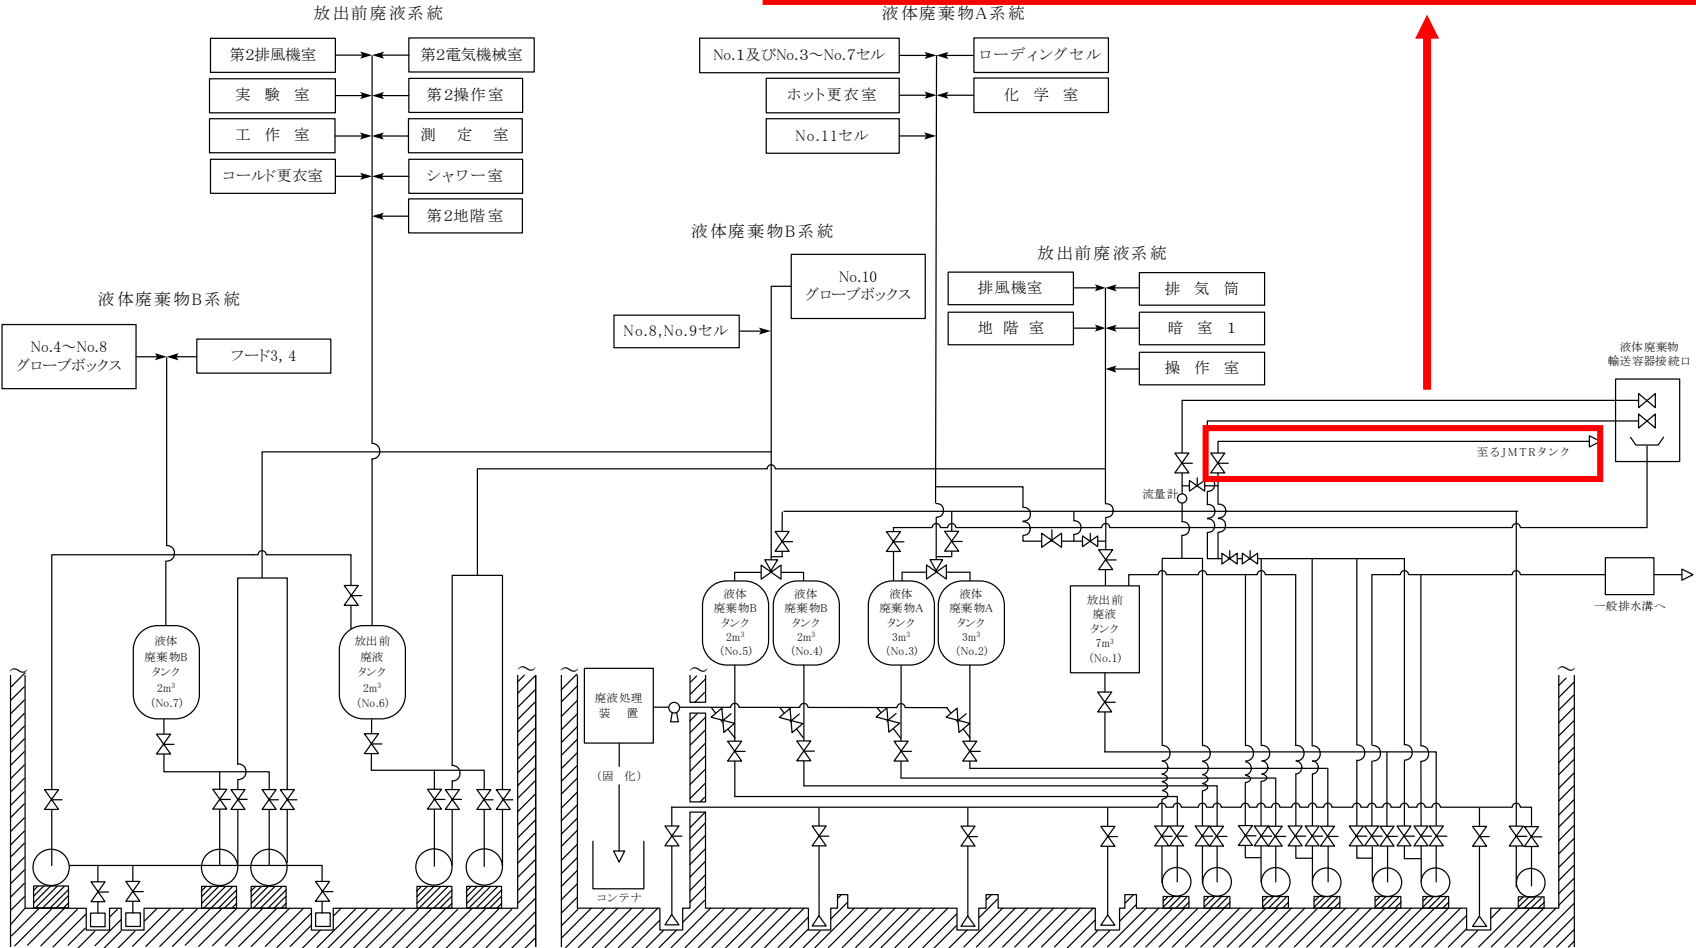 放出前廃液系統
第2排風機室
第2電気機械室
実 験 室
第2操作室
工 作 室
測 定 室
コールド更衣室
シャワー室
第2地階室
液体廃棄物A系統
No.1及びNo.3～No.7セル
ローディングセル
ホット更衣室
化 学 室
No.11セル
液体廃棄物B系統
No.10
グローブボックス
No.8,No.9セル
放出前廃液系統
排風機室
排 気 筒
地 階 室
暗 室 1
操 作 室
液体廃棄物B系統
No.4～No.8
グローブボックス
フード3, 4
液体廃棄物
輸送容器接続口
至るJMTRタンク
流量計
一般排水溝へ
液体
廃棄物B
タンク
2m³
(No.7)
放出前
廃液
タンク
2m³
(No.6)
液体
廃棄物B
タンク
2m³
(No.5)
液体
廃棄物B
タンク
2m³
(No.4)
液体
廃棄物A
タンク
3m³
(No.3)
液体
廃棄物A
タンク
3m³
(No.2)
放出前
廃液
タンク
7m³
(No.1)
廃液処理
装 置
(固 化)
コンテナ